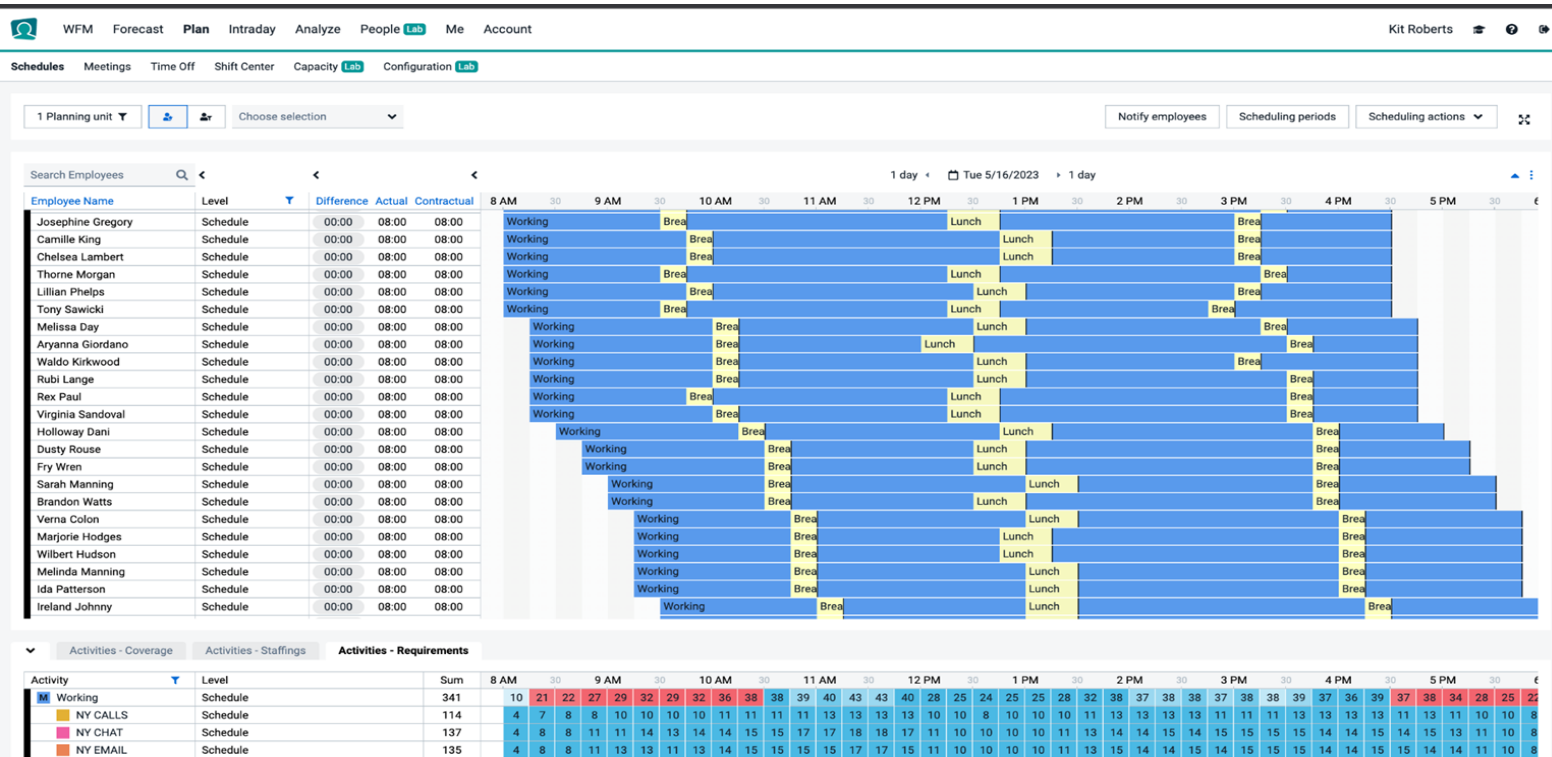 WFM Forecast Plan Intraday Analyze People Lab Me Account Kit Roberts
Schedules Meetings Time Off Shift Center Capacity Lab Configuration Lab
1 Planning unit Choose selection Notify employees Scheduling periods Scheduling actions
Search Employees 1 day Tue 5/16/2023 1 day
Employee Name Level Difference Actual Contractual 8 AM 30 9 AM 30 10 AM 30 11 AM 30 12 PM 30 1 PM 30 2 PM 30 3 PM 30 4 PM 30 5 PM 30
Josephine Gregory Schedule 00:00 08:00 08:00 Working Brea Lunch Brea
Camille King Schedule 00:00 08:00 08:00 Working Brea Lunch Brea
Chelsea Lambert Schedule 00:00 08:00 08:00 Working Brea Lunch Brea
Thorne Morgan Schedule 00:00 08:00 08:00 Working Brea Lunch Brea
Lillian Phelps Schedule 00:00 08:00 08:00 Working Brea Lunch Brea
Tony Sawicki Schedule 00:00 08:00 08:00 Working Brea Lunch Brea
Melissa Day Schedule 00:00 08:00 08:00 Working Brea Lunch Brea
Aryanna Giordano Schedule 00:00 08:00 08:00 Working Brea Lunch Brea
Waldo Kirkwood Schedule 00:00 08:00 08:00 Working Brea Lunch Brea
Rubi Lange Schedule 00:00 08:00 08:00 Working Brea Lunch Brea
Rex Paul Schedule 00:00 08:00 08:00 Working Brea Lunch Brea
Virginia Sandoval Schedule 00:00 08:00 08:00 Working Brea Lunch Brea
Holloway Dani Schedule 00:00 08:00 08:00 Working Brea Lunch Brea
Dusty Rouse Schedule 00:00 08:00 08:00 Working Brea Lunch Brea
Fry Wren Schedule 00:00 08:00 08:00 Working Brea Lunch Brea
Sarah Manning Schedule 00:00 08:00 08:00 Working Brea Lunch Brea
Brandon Watts Schedule 00:00 08:00 08:00 Working Brea Lunch Brea
Verna Colon Schedule 00:00 08:00 08:00 Working Brea Lunch Brea
Marjorie Hodges Schedule 00:00 08:00 08:00 Working Brea Lunch Brea
Wilbert Hudson Schedule 00:00 08:00 08:00 Working Brea Lunch Brea
Melinda Manning Schedule 00:00 08:00 08:00 Working Brea Lunch Brea
Ida Patterson Schedule 00:00 08:00 08:00 Working Brea Lunch Brea
Ireland Johnny Schedule 00:00 08:00 08:00 Working Brea Lunch Brea
Activities - Coverage Activities - Staffings Activities - Requirements
Activity Level Sum 8 AM 30 9 AM 30 10 AM 30 11 AM 30 12 PM 30 1 PM 30 2 PM 30 3 PM 30 4 PM 30 5 PM 30
M Working Schedule 341 10 21 22 27 29 32 29 32 36 38 38 39 40 43 43 40 28 25 24 25 25 28 32 38 37 38 38 37 38 38 39 37 36 39 37 38 34 28 25 22
NY CALLS Schedule 114 4 7 8 8 10 10 10 10 11 11 11 11 13 13 13 13 10 10 8 10 10 10 11 13 13 13 13 11 11 11 13 13 13 13 11 13 11 10 10 8
NY CHAT Schedule 137 4 8 8 11 11 14 13 14 14 15 15 17 17 18 18 17 11 10 10 10 10 11 13 14 14 15 14 15 15 15 15 14 14 15 14 15 13 11 10 8
NY EMAIL Schedule 135 4 8 8 11 13 13 11 13 14 15 15 15 15 17 17 15 11 10 10 10 10 11 13 15 14 14 15 15 15 15 15 14 14 15 15 14 14 11 10 8